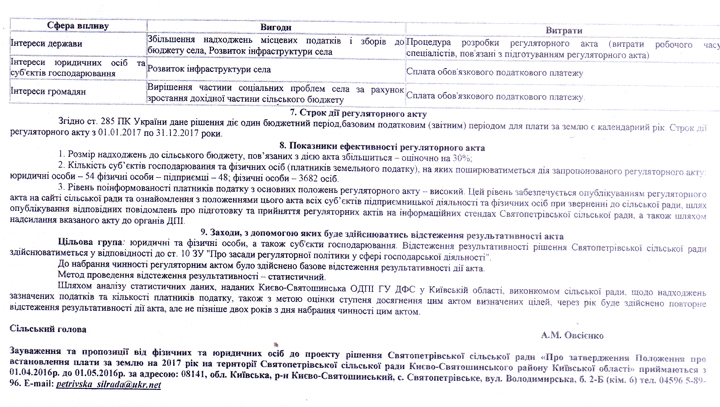 Сфера впливу Вигоди Витрати
Інтереси держави Збільшення надходжень місцевих податків і зборів до бюджету села, Розвиток інфраструктури села Процедура розробки регуляторного акта (витрати робочого часу спеціалістів, пов'язані з підготуванням регуляторного акта)
Інтереси юридичних осіб та суб'єктів господарювання Розвиток інфраструктури села Сплата обов'язкового податкового платежу
Інтереси громадян Вирішення частини соціальних проблем села за рахунок зростання дохідної частини сільського бюджету Сплата обов'язкового податкового платежу.
7. Строк дії регуляторного акту
Згідно ст. 285 ПК України дане рішення діє один бюджетний період,базовим податковим (звітним) періодом для плати за землю є календарний рік. Строк дії
регуляторного акту з 01.01.2017 по 31.12.2017 роки.
8. Показники ефективності регуляторного акта
1. Розмір надходжень до сільського бюджету, пов'язаних з дією акта збільшиться – оціночно на 30%;
2. Кількість суб'єктів господарювання та фізичних осіб (платників земельного податку), на яких поширюватиметься дія запропонованого регуляторного акту:
юридичні особи – 54 фізичні особи – підприємці – 48; фізичні особи – 3682 особі.
3. Рівень поінформованості платників податку з основних положень регуляторного акту – високий. Цей рівень забезпечується опублікуванням регуляторного
акта на сайті сільської ради та ознайомлення з положеннями цього акта всіх суб'єктів підприємницької діяльності та фізичних осіб при зверненні до сільської ради, шлях
опублікування відповідних повідомлень про підготовку та прийняття регуляторних актів на інформаційних стендах Святопетрівської сільської ради, а також шляхом
надсилання вказаного акту до органів ДПІ.
9. Заходи, з допомогою яких буде здійснюватись відстеження результативності акта
Цільова група: юридичні та фізичні особи, а також суб'єкти господарювання. Відстеження результативності рішення Святопетрівської сільської ради
здійснюватиметься у відповідності до ст. 10 ЗУ "Про засади регуляторної політики у сфері господарської діяльності".
До набрання чинності регуляторним актом було здійснено базове відстеження результативності дії акта.
Метод проведення відстеження результативності – статистичний.
Шляхом аналізу статистичних даних, наданих Києво-Святошинська ОДПІ ГУ ДФС у Київській області, виконкомом сільської ради, щодо надходжень
зазначених податків та кількості платників податку, також з метою оцінки ступеня досягнення цим актом визначених цілей, через рік буде здійснено повторне
відстеження результативності дії акта, але не пізніше двох років з дня набрання чинності цим актом.
Сільський голова А.М. Овсієнко
Зауваження та пропозиції від фізичних та юридичних осіб до проекту рішення Святопетрівської сільської ради «Про затвердження Положення про
встановлення плати за землю на 2017 рік на території Святопетрівської сільської ради Києво-Святошинського району Київської області» приймаються з
01.04.2016р. до 01.05.2016р. за адресою: 08141, обл. Київська, р-н Києво-Святошинський, с. Святопетрівське, вул. Володимирська, б. 2-Б (кім. 6) тел. 04596 5-89-
96. E-mail: petrivska_silrada@ukr.net